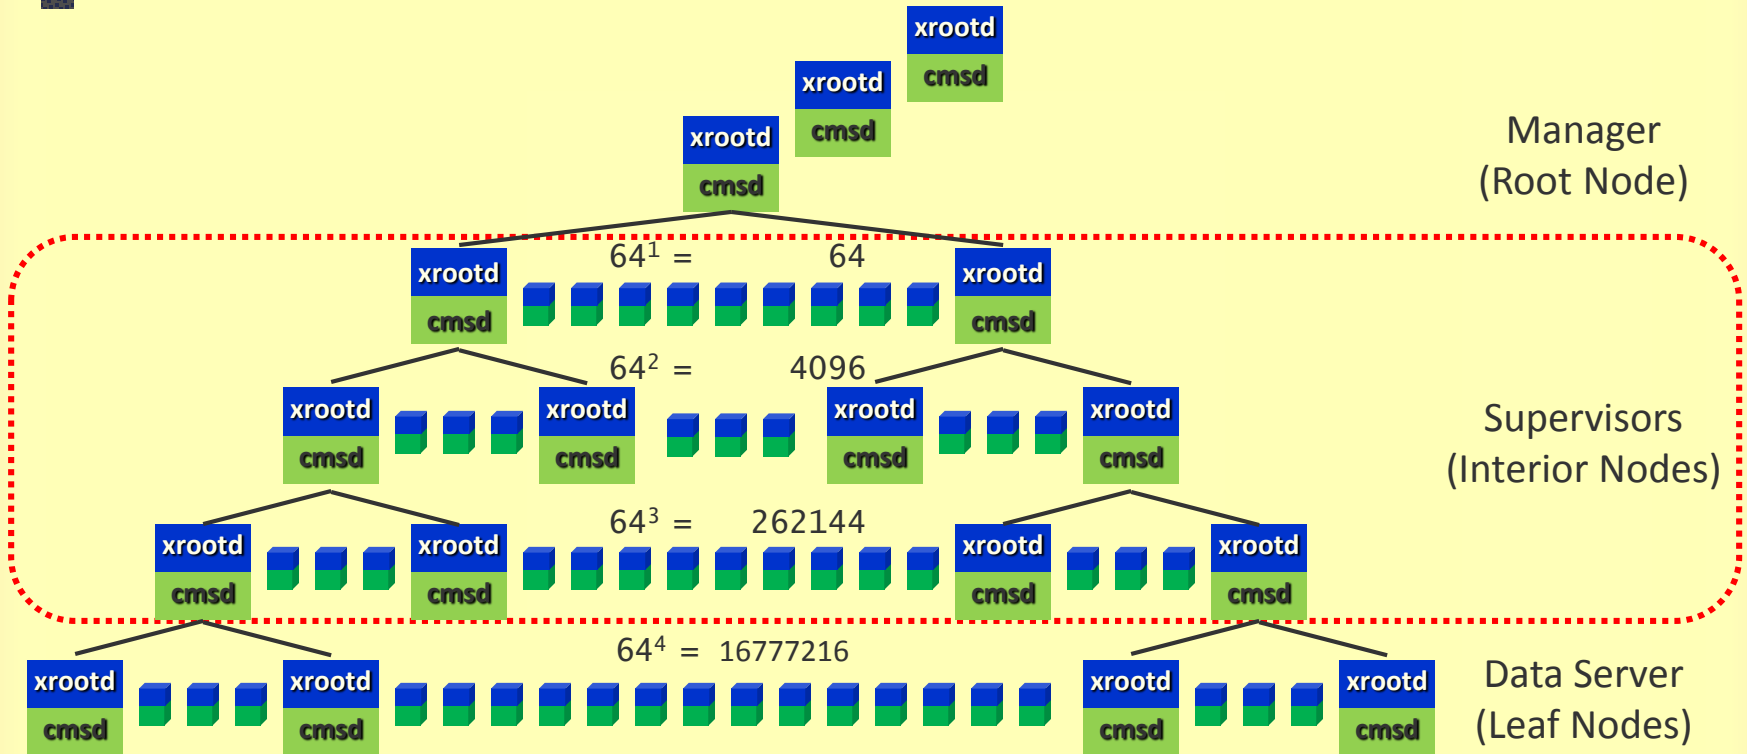 xrootd
cmsd
xrootd
cmsd
xrootd
cmsd
Manager
(Root Node)
64¹ = 64
xrootd
cmsd
xrootd
cmsd
64² = 4096
xrootd
cmsd
xrootd
cmsd
xrootd
cmsd
xrootd
cmsd
Supervisors
(Interior Nodes)
64³ = 262144
xrootd
cmsd
xrootd
cmsd
xrootd
cmsd
xrootd
cmsd
64⁴ = 16777216
xrootd
cmsd
xrootd
cmsd
xrootd
cmsd
xrootd
cmsd
Data Server
(Leaf Nodes)